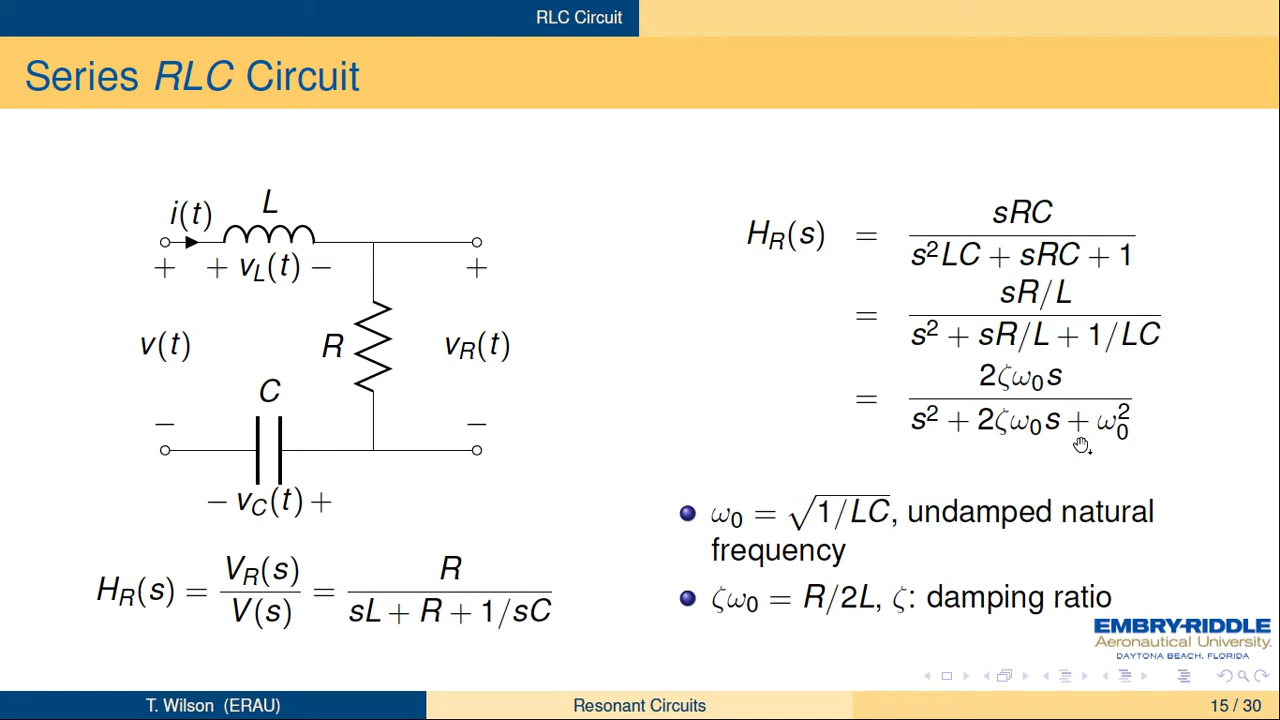 RLC Circuit
Series RLC Circuit
i(t)
L
+ + v_L(t) − +
v(t) R v_R(t)
C
− −
− v_C(t) +
H_R(s) = V_R(s) / V(s) = R / (sL + R + 1/sC)
H_R(s) = sRC / (s²LC + sRC + 1)
= (sR/L) / (s² + sR/L + 1/LC)
= 2ζω₀s / (s² + 2ζω₀s + ω₀²)
ω₀ = √(1/LC), undamped natural
frequency
ζω₀ = R/2L, ζ: damping ratio
EMBRY-RIDDLE
Aeronautical University.
DAYTONA BEACH, FLORIDA
T. Wilson (ERAU) Resonant Circuits 15 / 30